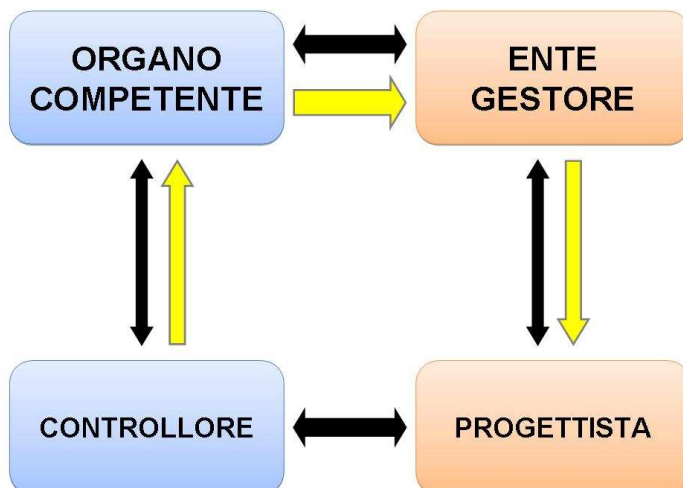 ORGANO
COMPETENTE
ENTE
GESTORE
CONTROLLORE
PROGETTISTA